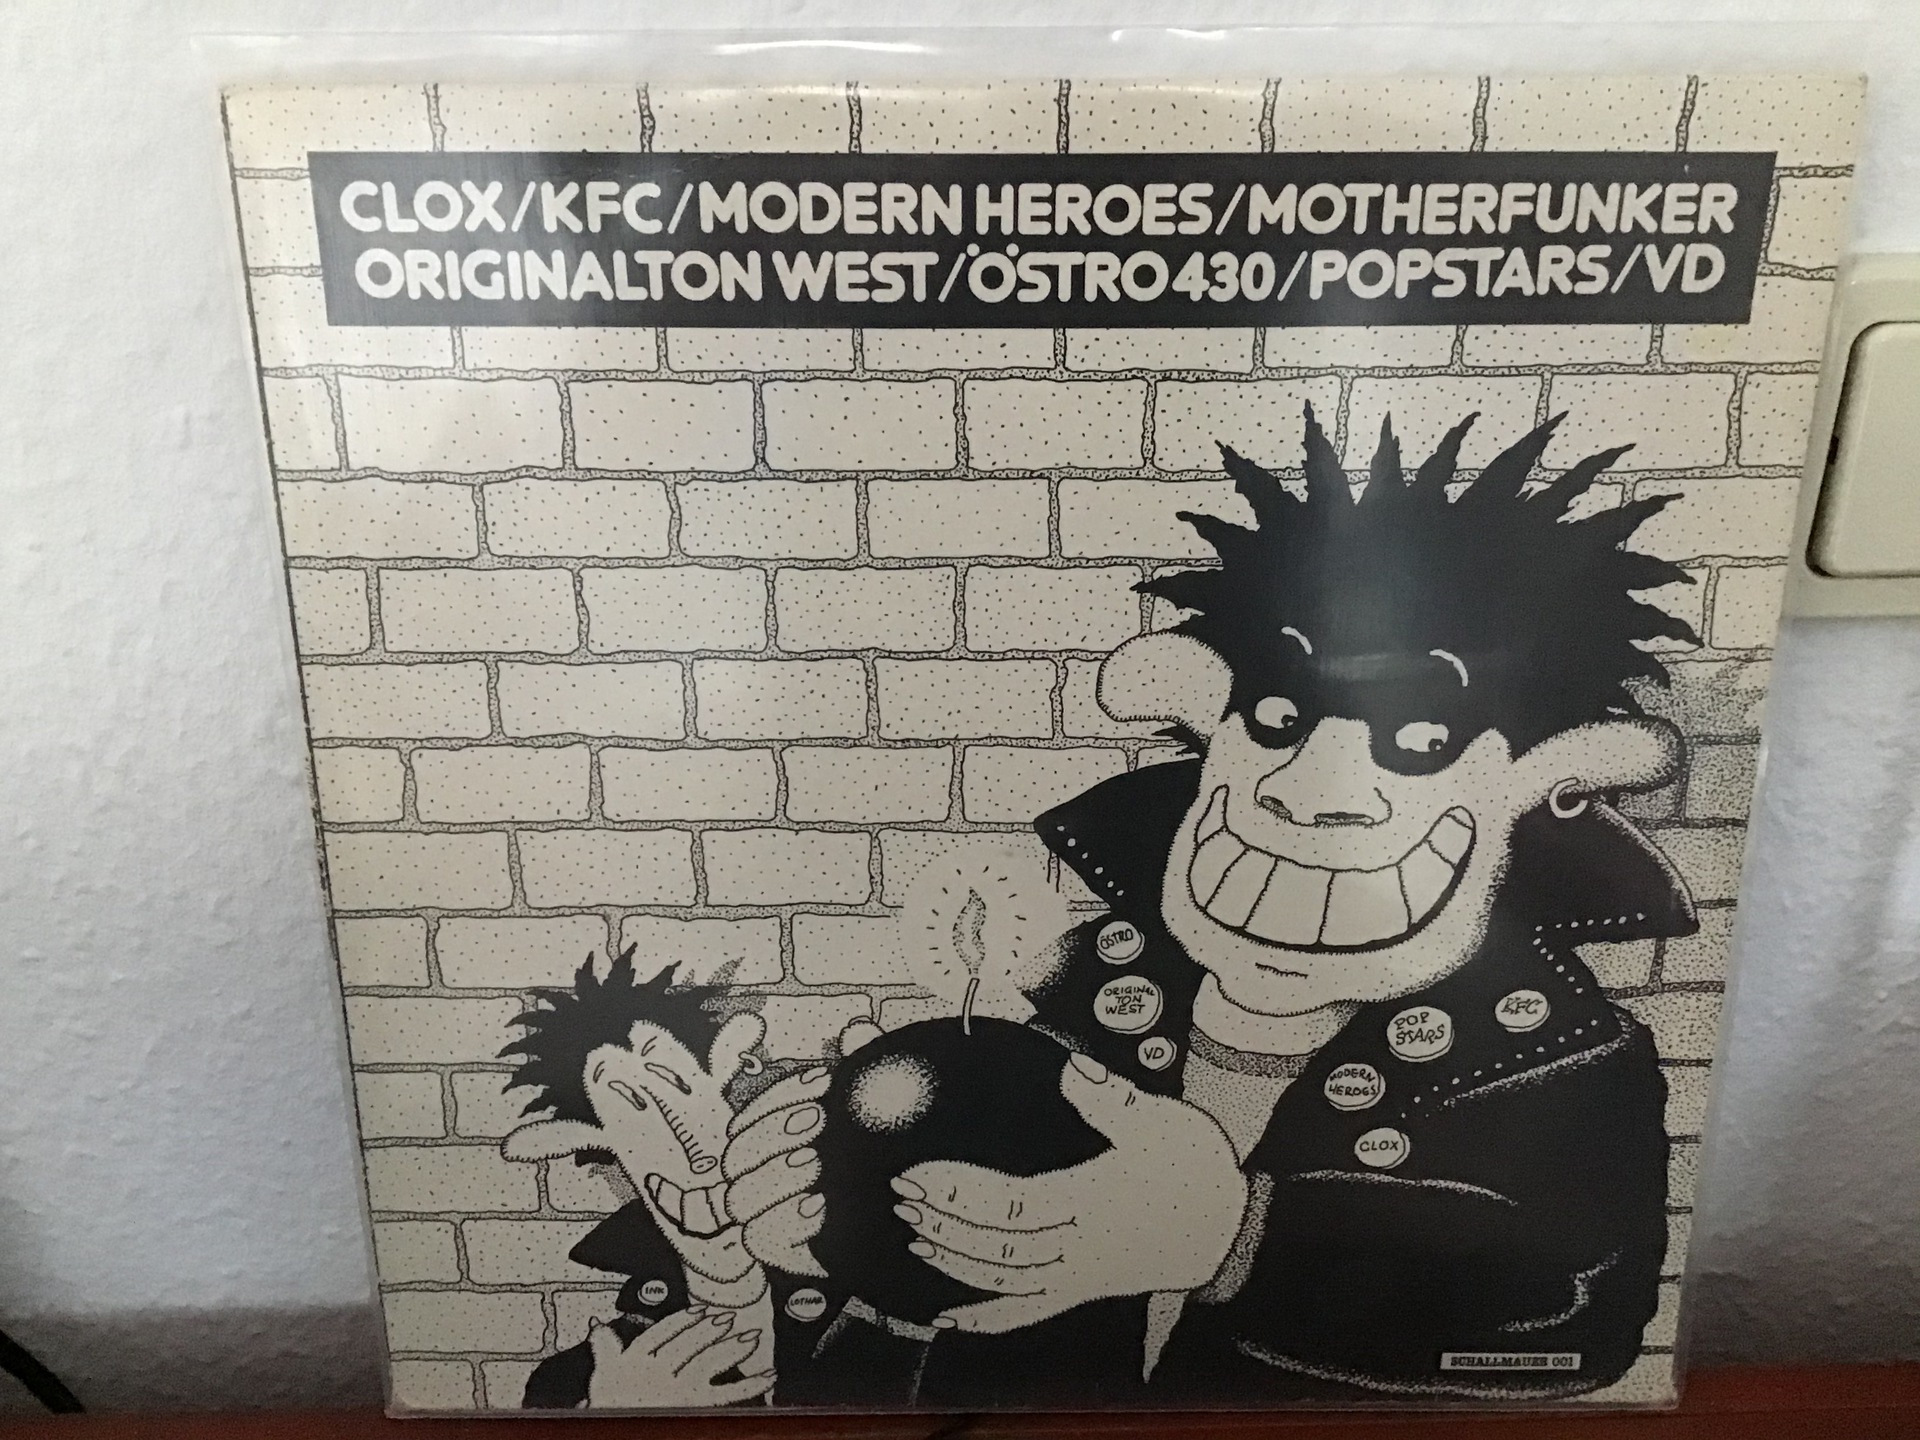 CLOX/KFC/MODERN HEROES/MOTHERFUNKER
ORIGINALTON WEST/ÖSTRO 430/POPSTARS/VD
ÖSTRO
ORIGINAL
TON
WEST
VD
POP
STARS
KFC
MODERN
HEROES
CLOX
INK
LOTHAR
SCHALLMAUER 001